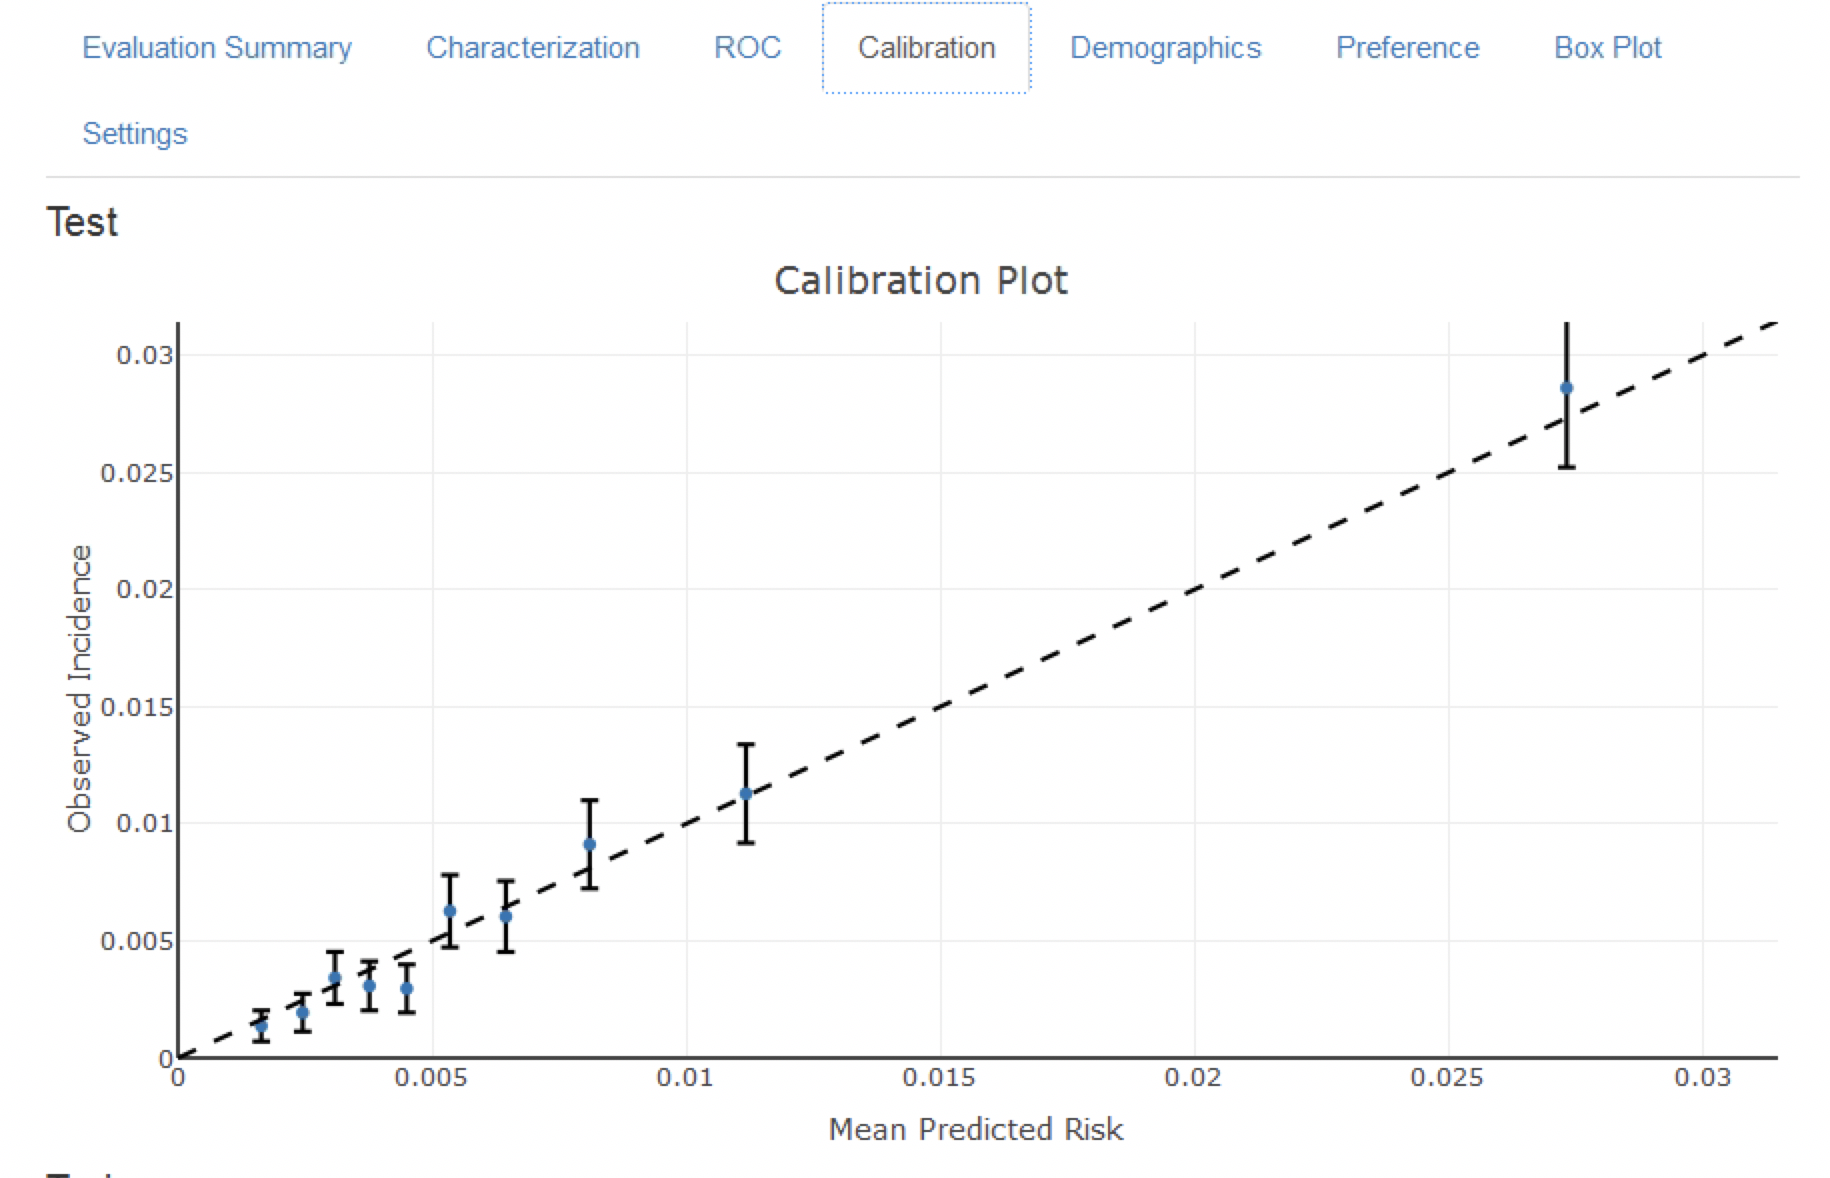 Evaluation Summary Characterization ROC Calibration Demographics Preference Box Plot
Settings
Test
Calibration Plot
0.03
0.025
0.02
0.015
0.01
0.005
0
Observed Incidence
0 0.005 0.01 0.015 0.02 0.025 0.03
Mean Predicted Risk